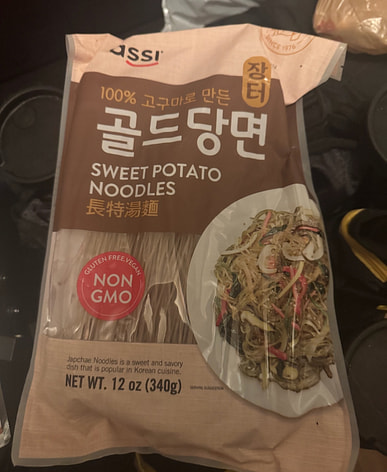 assi
SINCE 1970
장터
100% 고구마로 만든
골드당면
SWEET POTATO
NOODLES
長特湯麵
GLUTEN FREE.VEGAN
NON
GMO
Japchae Noodles is a sweet and savory
dish that is popular in Korean cuisine.
NET WT. 12 oz (340g)